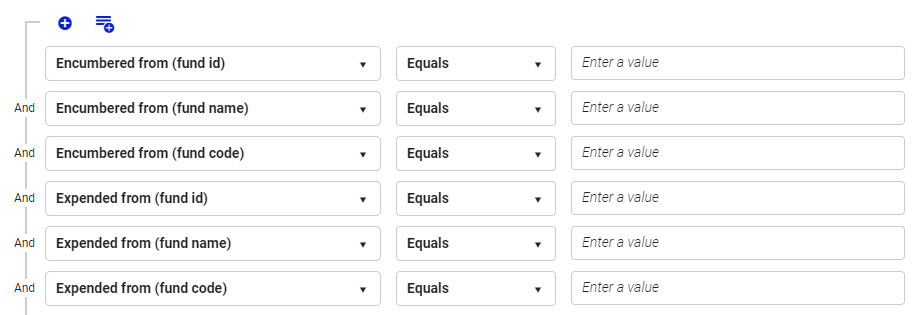 Encumbered from (fund id) Equals Enter a value
And Encumbered from (fund name) Equals Enter a value
And Encumbered from (fund code) Equals Enter a value
And Expended from (fund id) Equals Enter a value
And Expended from (fund name) Equals Enter a value
And Expended from (fund code) Equals Enter a value